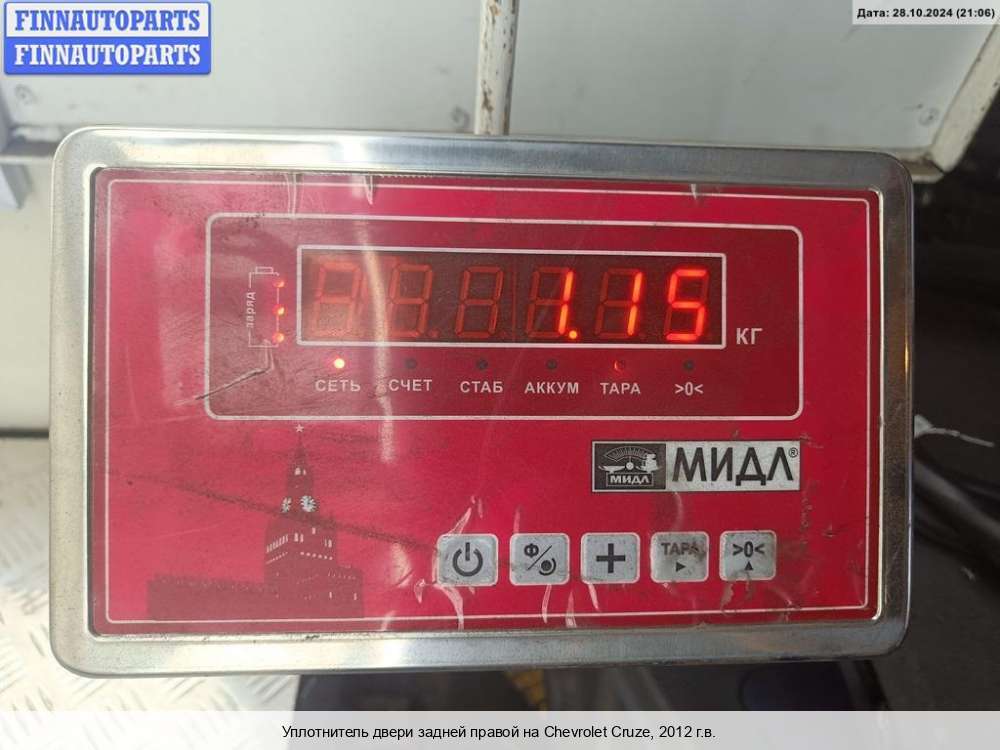 FINNAUTOPARTS
FINNAUTOPARTS
Дата: 28.10.2024 (21:06)
заряд
1.15
КГ
СЕТЬ СЧЕТ СТАБ АККУМ ТАРА >0<
МИДЛ
МИДЛ®
Ф/
+
ТАРА
>0<
Уплотнитель двери задней правой на Chevrolet Cruze, 2012 г.в.